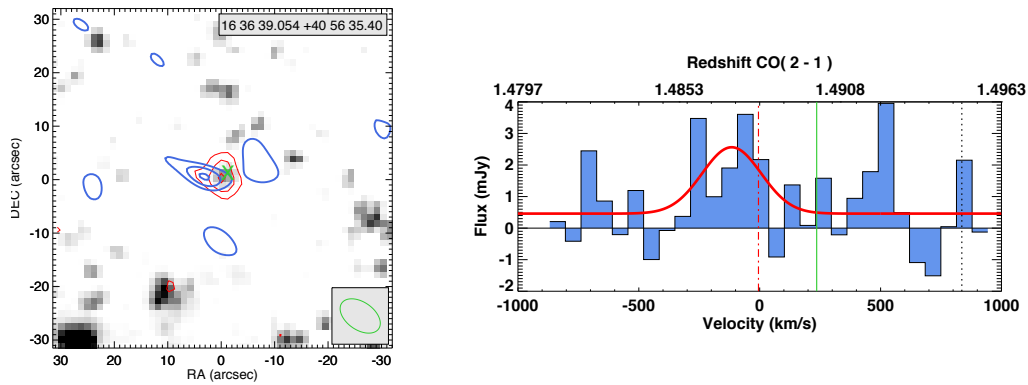 16 36 39.054 +40 56 35.40
DEC (arcsec)
30
20
10
0
-10
-20
-30
30 20 10 0 -10 -20 -30
RA (arcsec)
Redshift CO( 2 - 1 )
1.4797 1.4853 1.4908 1.4963
Flux (mJy)
4
3
2
1
0
-1
-2
-1000 -500 0 500 1000
Velocity (km/s)